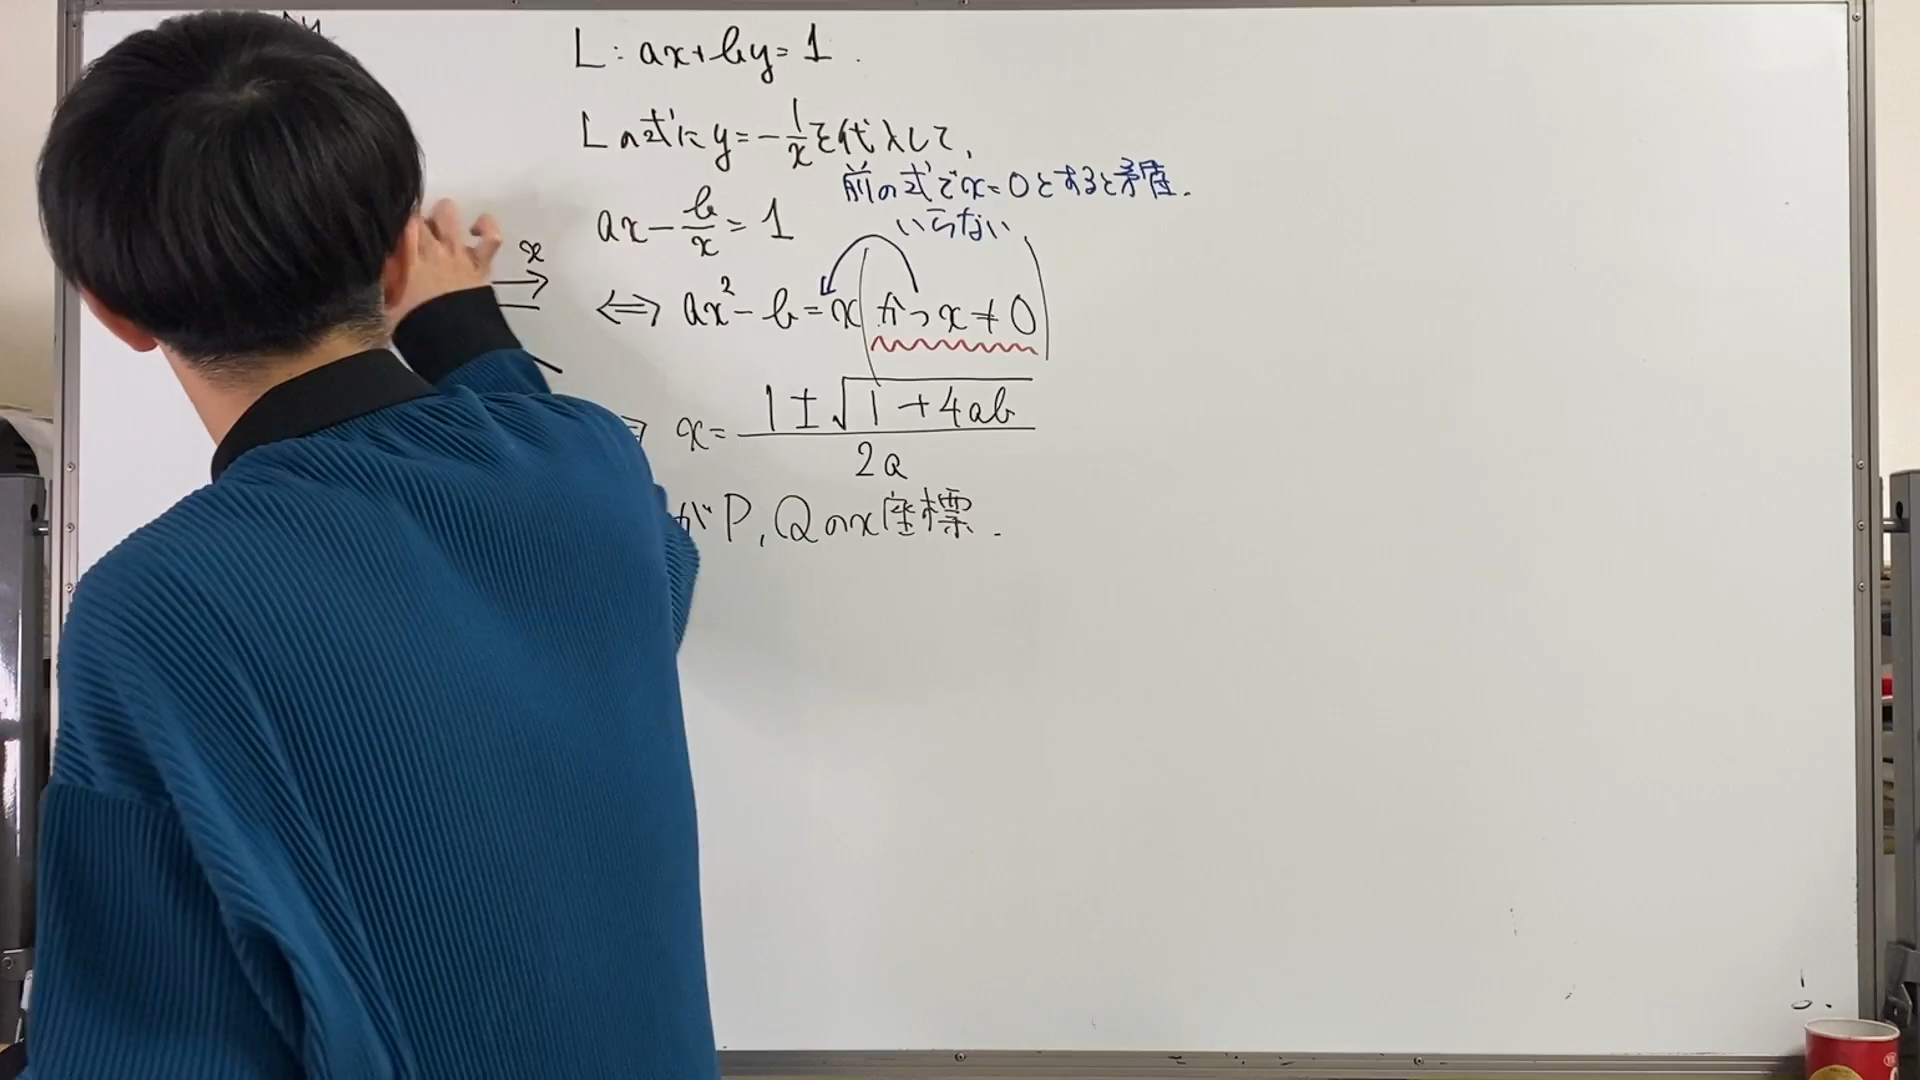 L : ax+by=1.
Lの式にy=-1/xを代入して、
前の式でx=0とすると矛盾.
いらない
ax - b/x = 1
x
⟺ ax² - b = x かつ x≠0
x = (1±√(1+4ab))/2a
がP,Qのx座標.